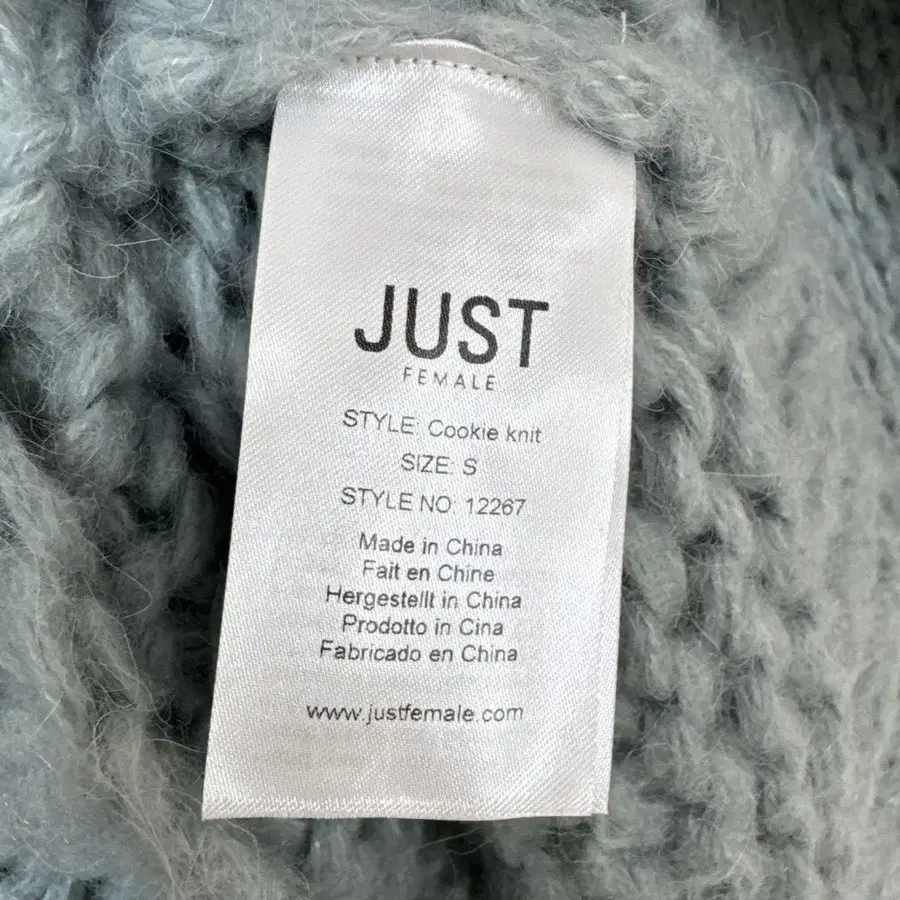 JUST
FEMALE
STYLE: Cookie knit
SIZE: S
STYLE NO: 12267
Made in China
Fait en Chine
Hergestellt in China
Prodotto in Cina
Fabricado en China
www.justfemale.com